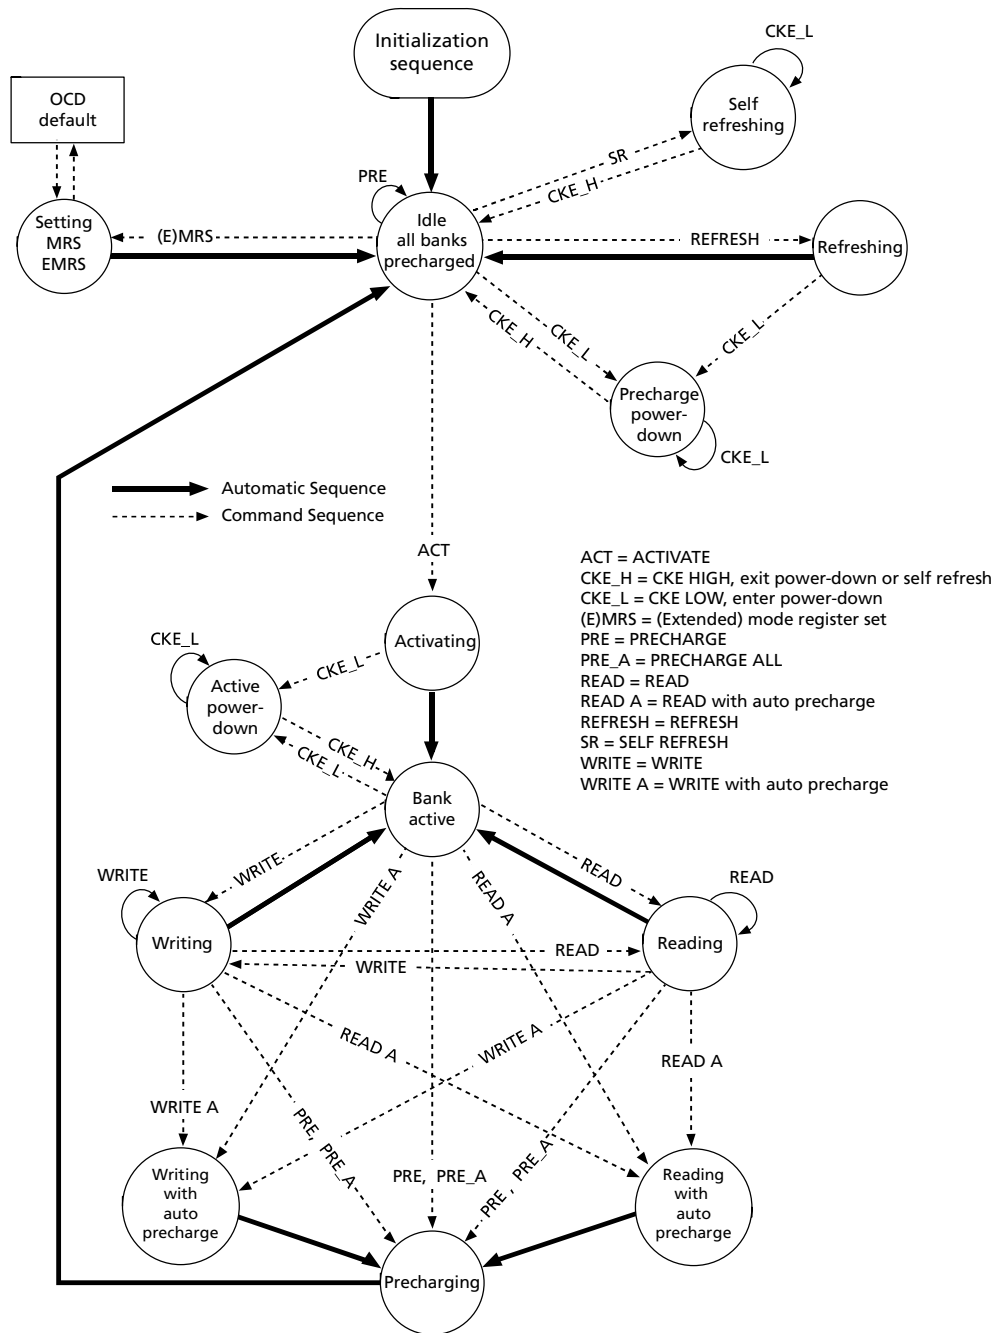 Initialization
sequence
CKE_L
OCD
default
Self
refreshing
SR
CKE_H
PRE
Setting
MRS
EMRS
(E)MRS
Idle
all banks
precharged
REFRESH
Refreshing
CKE_H
CKE_L
CKE_L
Precharge
power-
down
CKE_L
Automatic Sequence
Command Sequence
ACT
ACT = ACTIVATE
CKE_H = CKE HIGH, exit power-down or self refresh
CKE_L = CKE LOW, enter power-down
(E)MRS = (Extended) mode register set
PRE = PRECHARGE
PRE_A = PRECHARGE ALL
READ = READ
READ A = READ with auto precharge
REFRESH = REFRESH
SR = SELF REFRESH
WRITE = WRITE
WRITE A = WRITE with auto precharge
CKE_L
Activating
CKE_L
Active
power-
down
CKE_H
CKE_L
Bank
active
WRITE
WRITE
WRITE A
READ A
READ
READ
Writing
READ
WRITE
Reading
READ A
WRITE A
READ A
WRITE A
PRE, PRE_A
PRE, PRE_A
PRE, PRE_A
Writing
with
auto
precharge
Reading
with
auto
precharge
Precharging